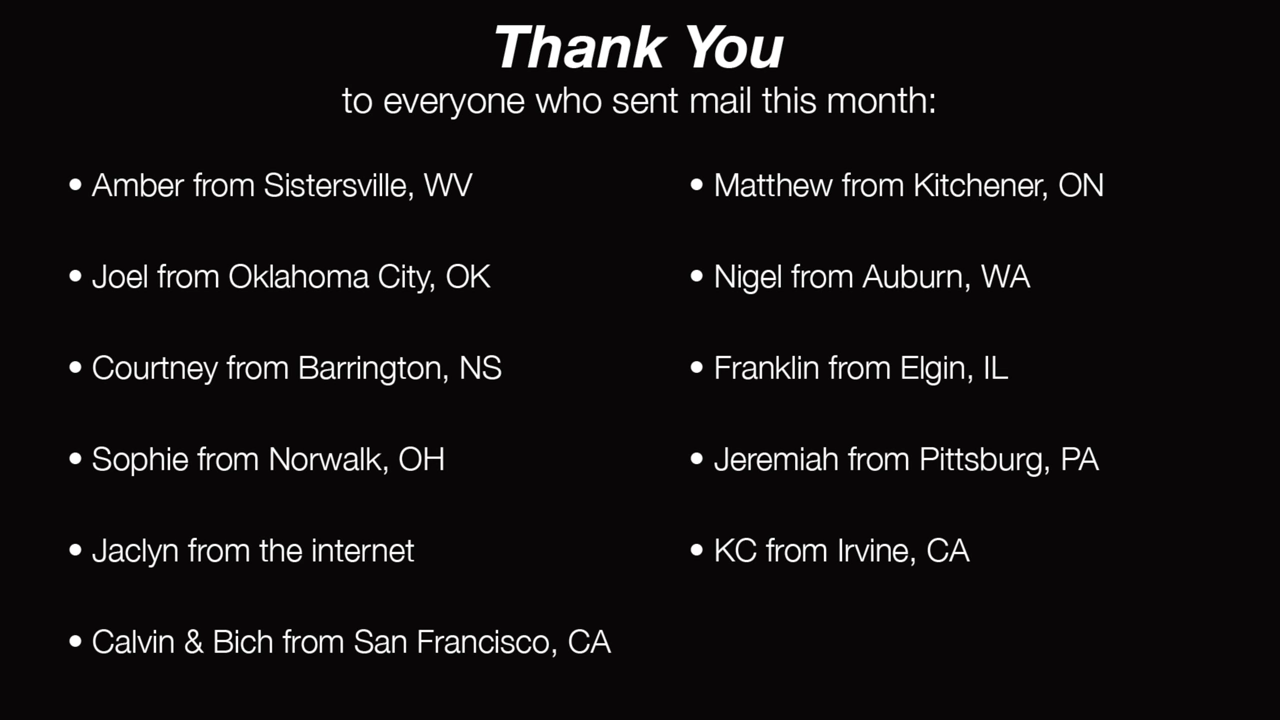 Thank You
to everyone who sent mail this month:
• Amber from Sistersville, WV
• Joel from Oklahoma City, OK
• Courtney from Barrington, NS
• Sophie from Norwalk, OH
• Jaclyn from the internet
• Calvin & Bich from San Francisco, CA
• Matthew from Kitchener, ON
• Nigel from Auburn, WA
• Franklin from Elgin, IL
• Jeremiah from Pittsburg, PA
• KC from Irvine, CA